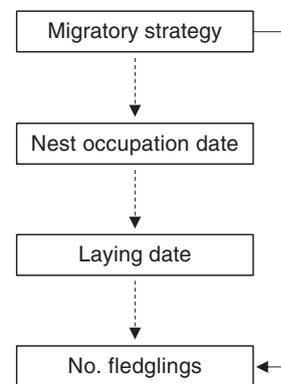 Migratory strategy
Nest occupation date
Laying date
No. fledglings